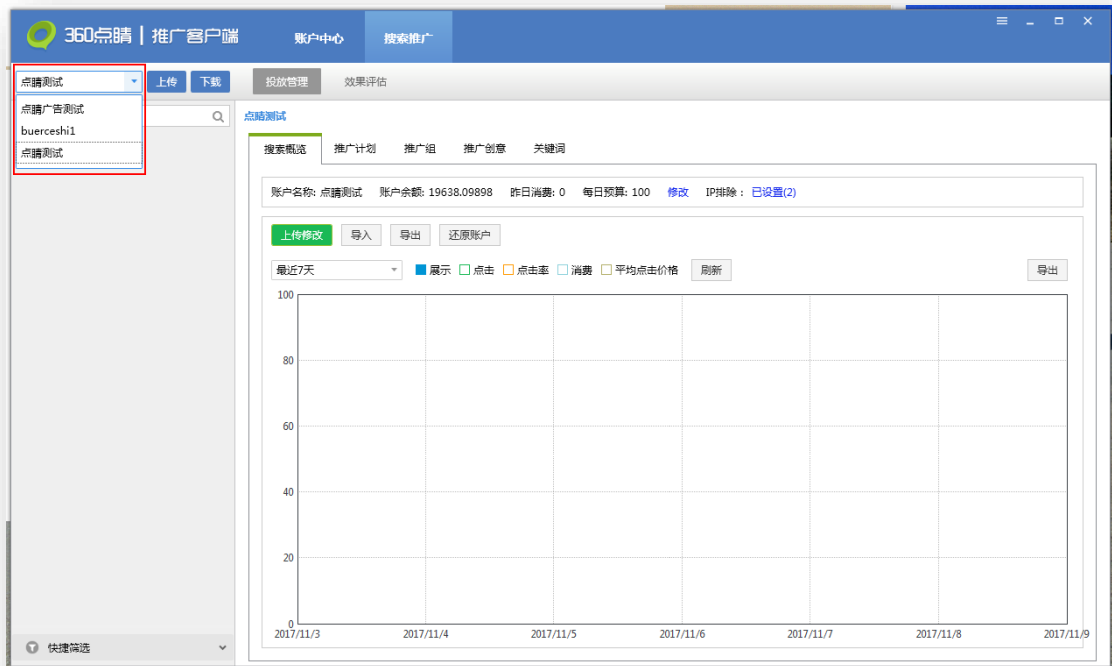 360点睛 | 推广客户端 账户中心 搜索推广
点睛测试 上传 下载 投放管理 效果评估
点睛广告测试
buerceshi1
点睛测试
点睛测试
搜索概览 推广计划 推广组 推广创意 关键词
账户名称: 点睛测试 账户余额: 19638.09898 昨日消费: 0 每日预算: 100 修改 IP排除： 已设置(2)
上传修改 导入 导出 还原账户
最近7天 展示 点击 点击率 消费 平均点击价格 刷新 导出
100
80
60
40
20
0
2017/11/3 2017/11/4 2017/11/5 2017/11/6 2017/11/7 2017/11/8 2017/11/9
快捷筛选